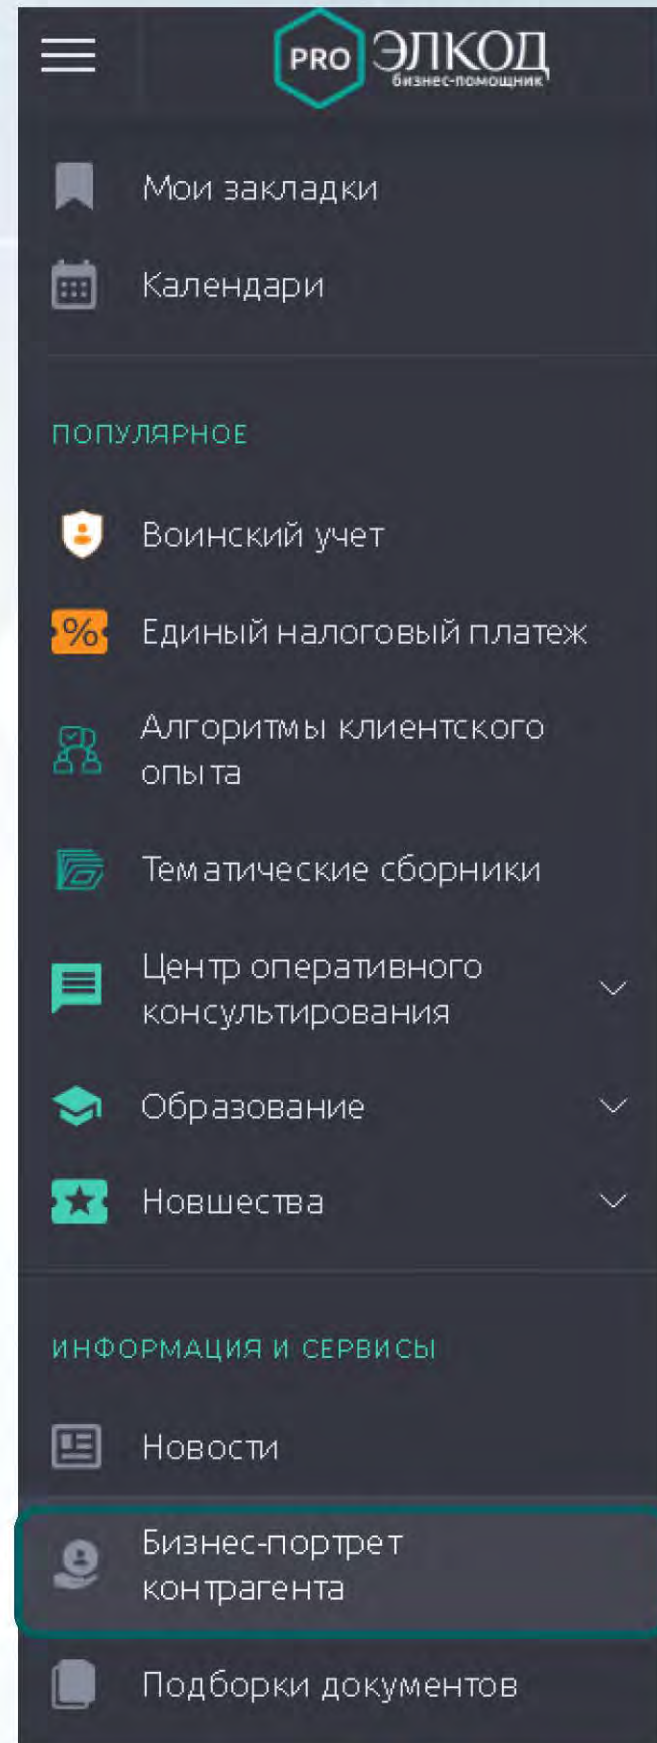 PRO ЭЛКОД
бизнес-помощник
Мои закладки
Календари
ПОПУЛЯРНОЕ
Воинский учет
% Единый налоговый платеж
Алгоритмы клиентского
опыта
Тематические сборники
Центр оперативного
консультирования
Образование
Новшества
ИНФОРМАЦИЯ И СЕРВИСЫ
Новости
Бизнес-портрет
контрагента
Подборки документов